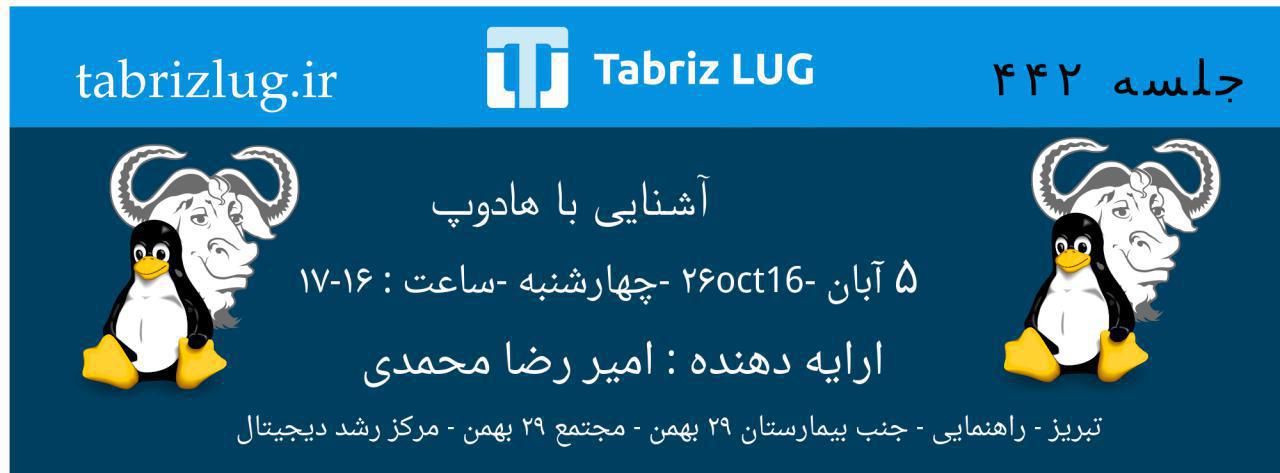 tabrizlug.ir
Tabriz LUG
جلسه ۴۴۲
آشنایی با هادوپ
۵ آبان -۲۶oct16 -چهارشنبه -ساعت : ۱۶-۱۷
ارایه دهنده : امیر رضا محمدی
تبریز - راهنمایی - جنب بیمارستان ۲۹ بهمن - مجتمع ۲۹ بهمن - مرکز رشد دیجیتال